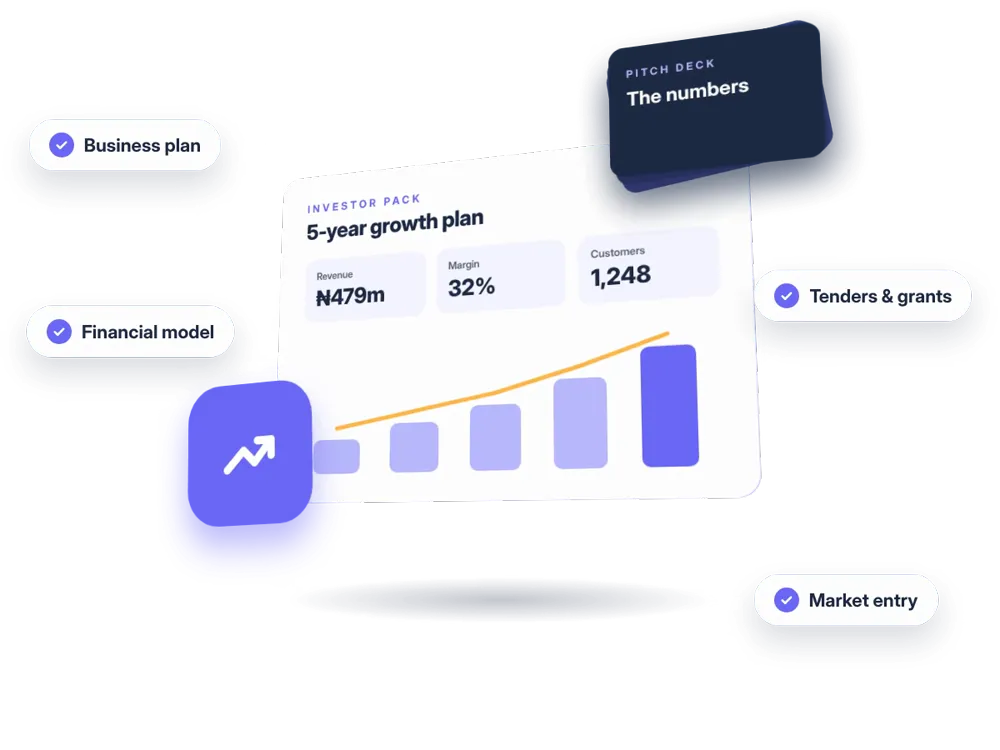 PITCH DECK
The numbers
Business plan
INVESTOR PACK
5-year growth plan
Revenue
₦479m
Margin
32%
Customers
1,248
Tenders & grants
Financial model
Market entry